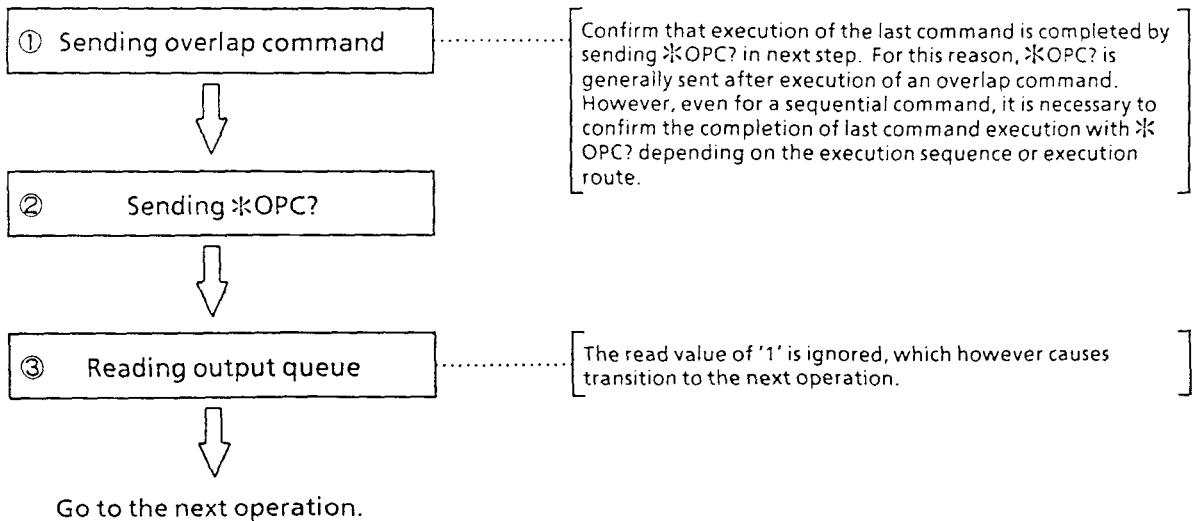 ① Sending overlap command
Confirm that execution of the last command is completed by
sending ✻OPC? in next step. For this reason, ✻OPC? is
generally sent after execution of an overlap command.
However, even for a sequential command, it is necessary to
confirm the completion of last command execution with ✻
OPC? depending on the execution sequence or execution
route.
② Sending ✻OPC?
③ Reading output queue
The read value of '1' is ignored, which however causes
transition to the next operation.
Go to the next operation.